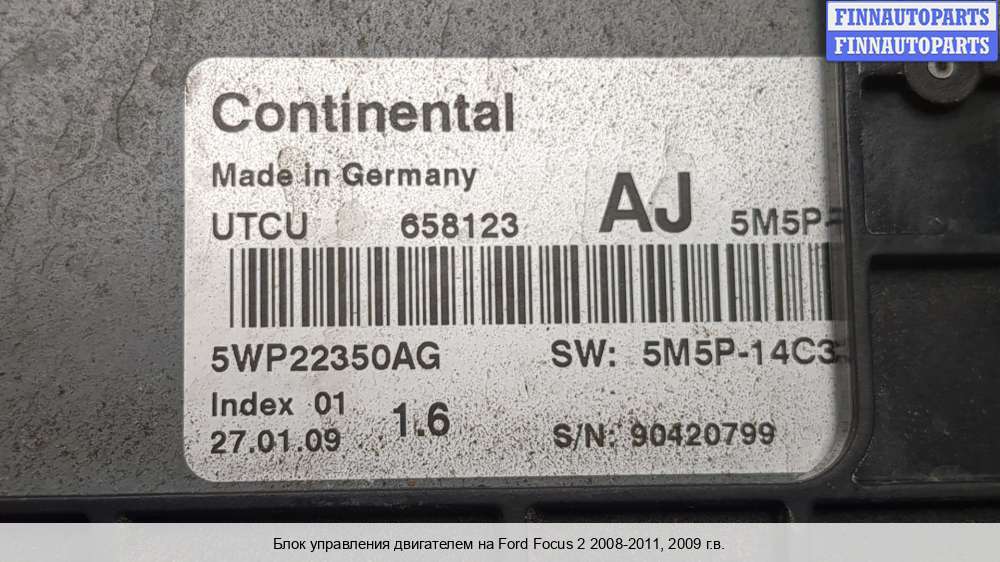 FINNAUTOPARTS
FINNAUTOPARTS
Continental
Made in Germany
UTCU 658123 AJ 5M5P-
5WP22350AG SW: 5M5P-14C3
Index 01 1.6
27.01.09 S/N: 90420799
Блок управления двигателем на Ford Focus 2 2008-2011, 2009 г.в.